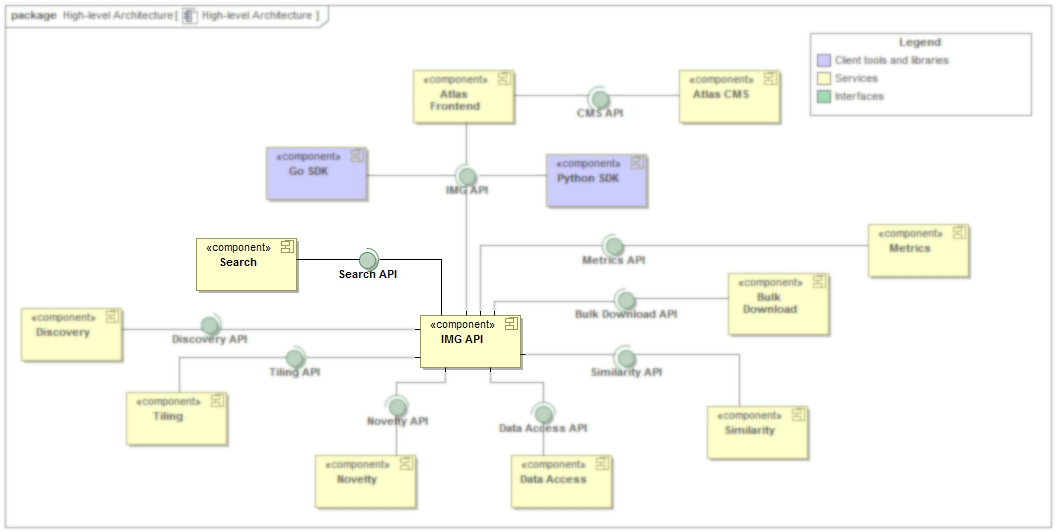 package High-level Architecture[ High-level Architecture ]
Legend
Client tools and libraries
Services
Interfaces
«component»
Atlas
Frontend
CMS API
«component»
Atlas CMS
«component»
Go SDK
IMG API
«component»
Python SDK
«component»
Search
Search API
Metrics API
«component»
Metrics
Bulk Download API
«component»
Bulk
Download
«component»
Discovery
Discovery API
«component»
IMG API
Tiling API
Similarity API
«component»
Tiling
Novelty API
Data Access API
«component»
Similarity
«component»
Novelty
«component»
Data Access